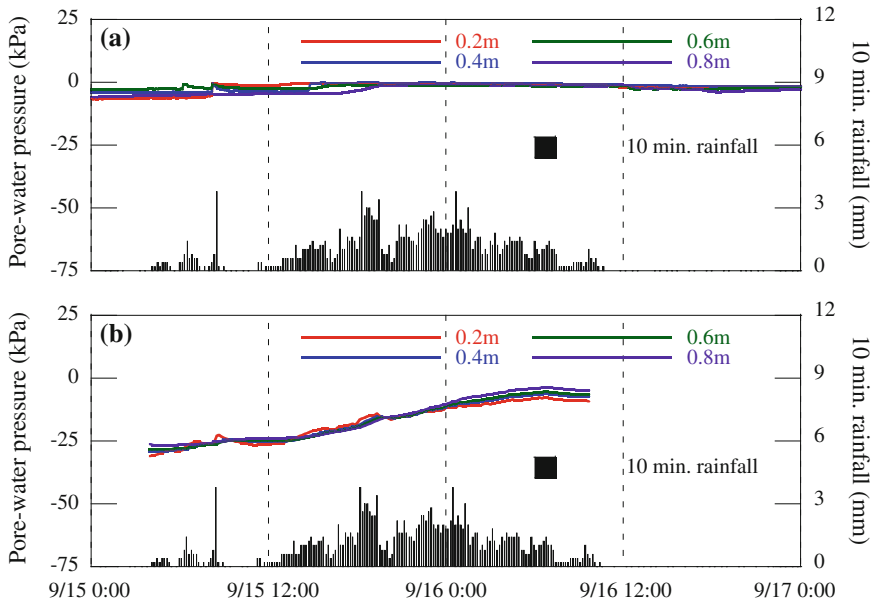 25
12
(a)
0.2m
0.6m
0.4m
0.8m
0
9
-25
10 min. rainfall
6
-50
3
-75
0
Pore-water pressure (kPa)
10 min. rainfall (mm)
25
12
(b)
0.2m
0.6m
0.4m
0.8m
0
9
-25
10 min. rainfall
6
-50
3
-75
0
Pore-water pressure (kPa)
10 min. rainfall (mm)
9/15 0:00
9/15 12:00
9/16 0:00
9/16 12:00
9/17 0:00